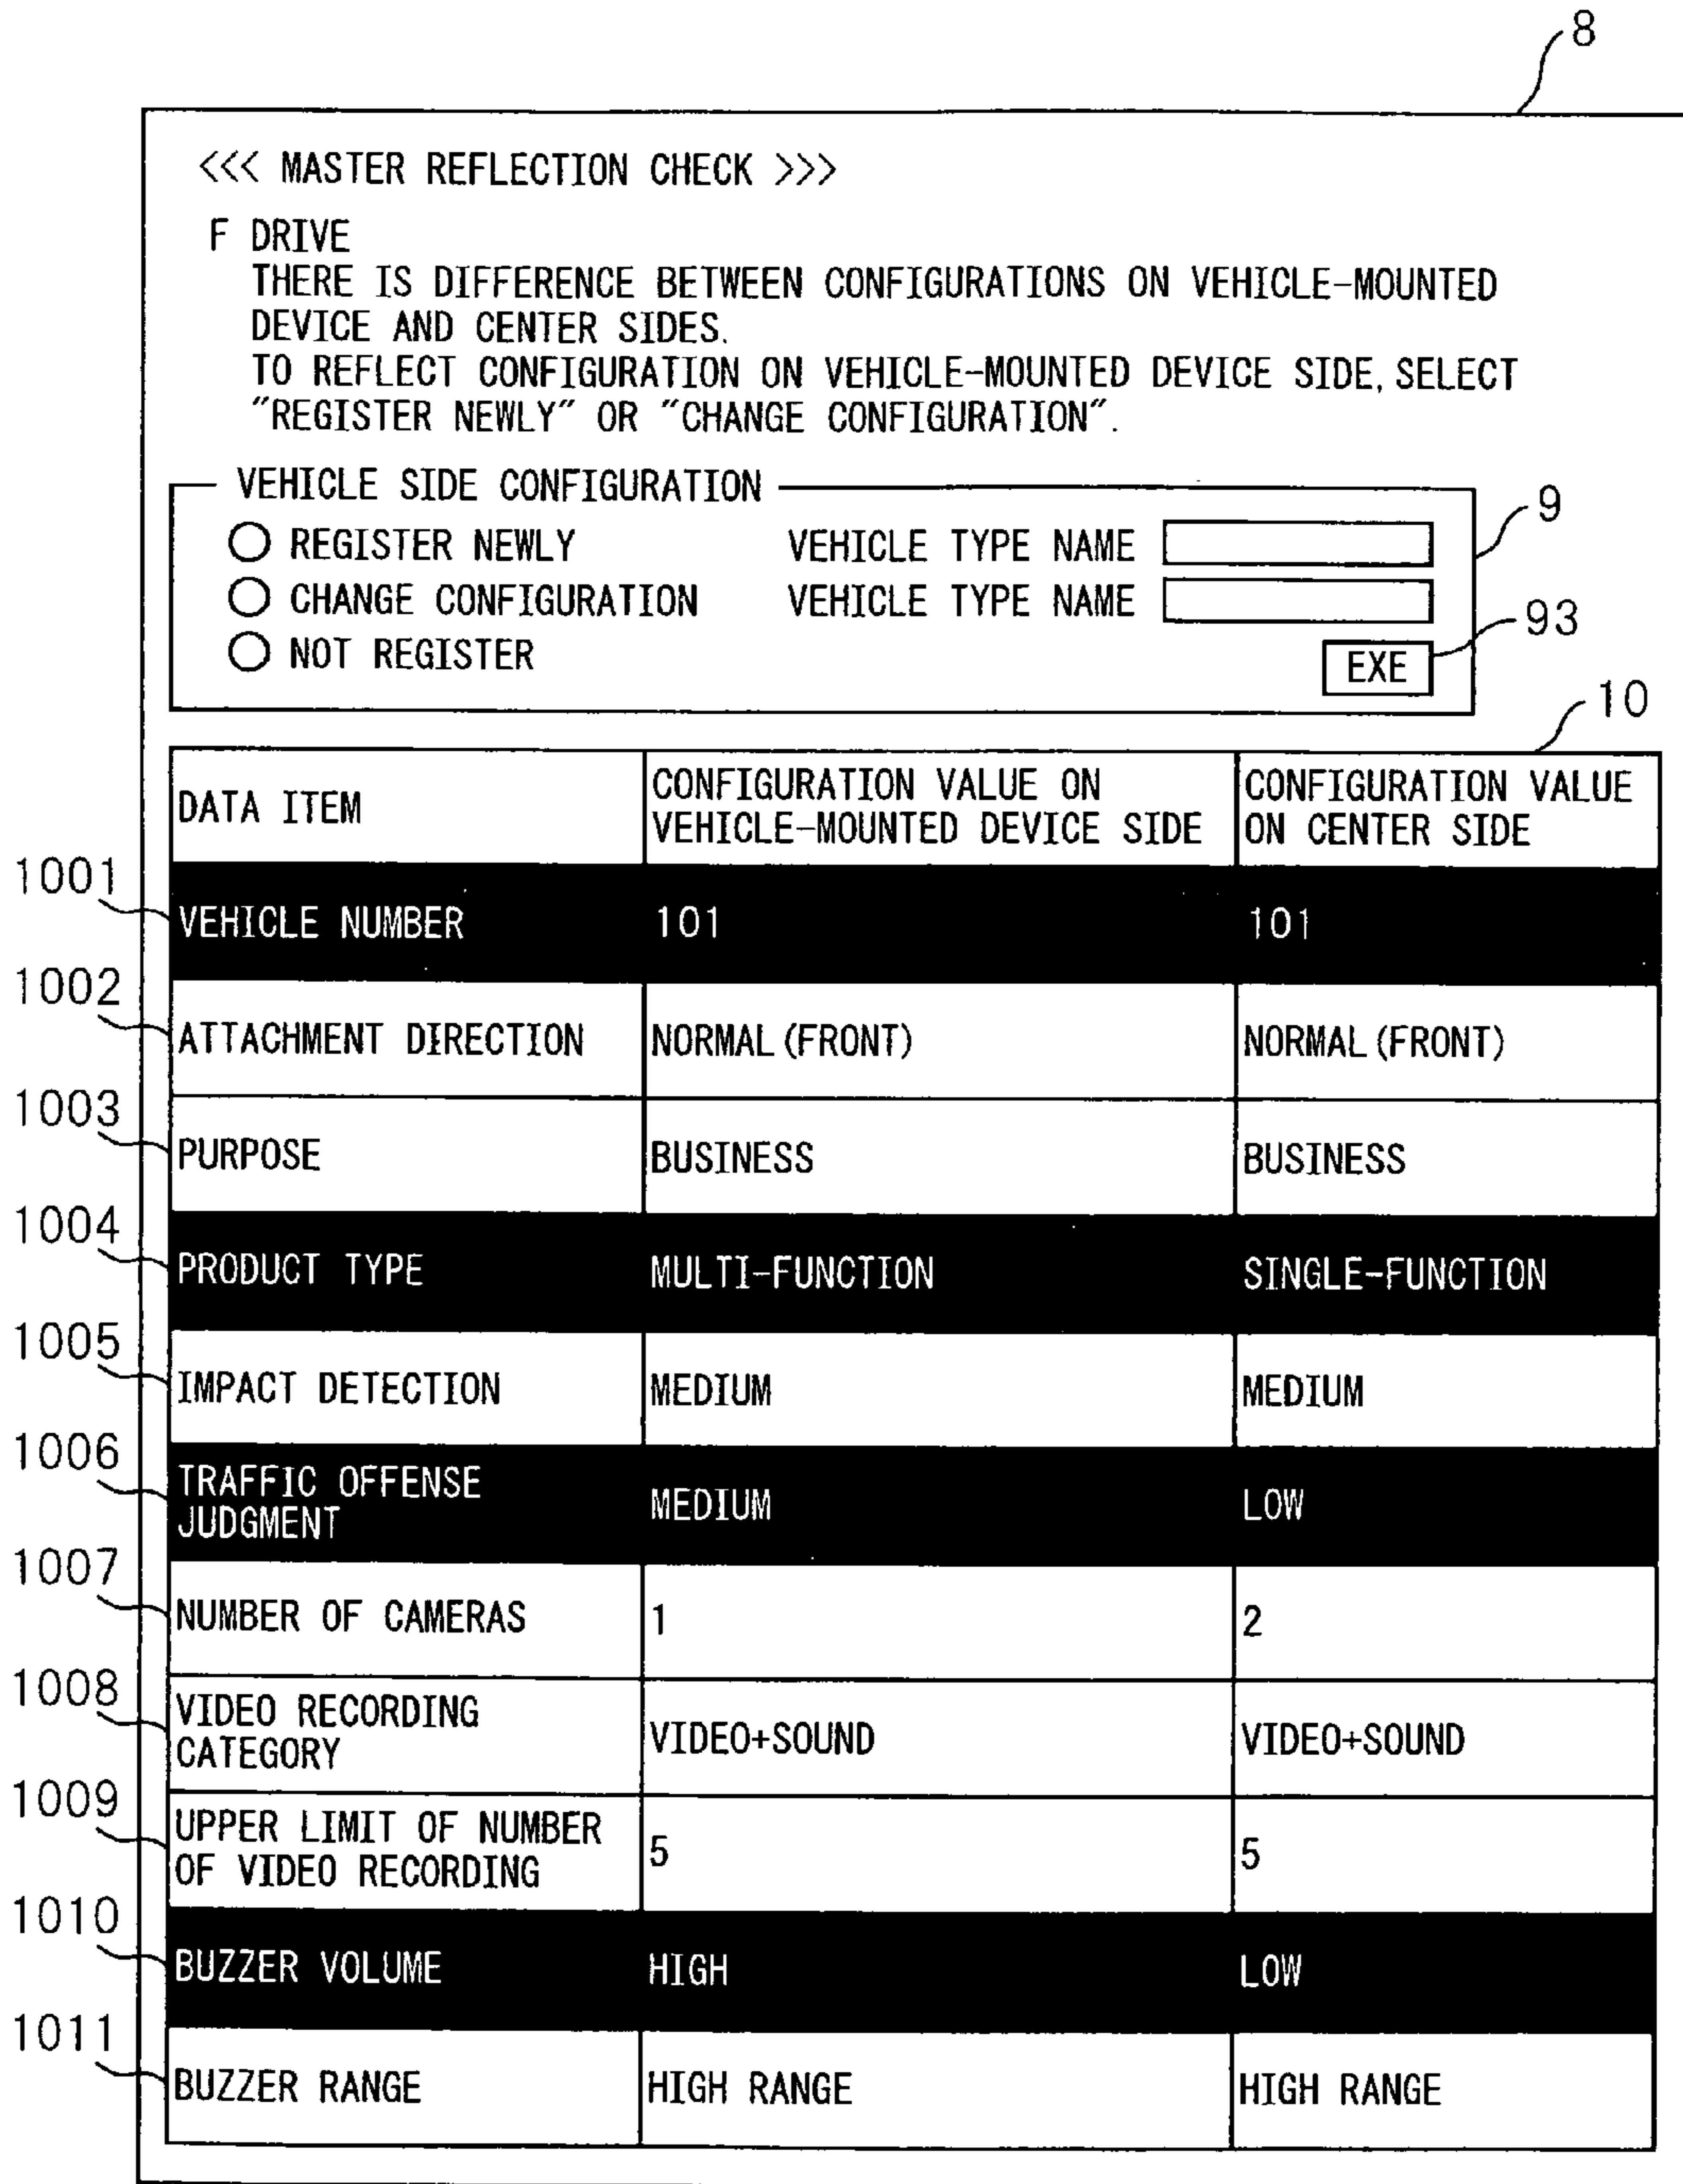 8
<<< MASTER REFLECTION CHECK >>>
F DRIVE
THERE IS DIFFERENCE BETWEEN CONFIGURATIONS ON VEHICLE-MOUNTED
DEVICE AND CENTER SIDES.
TO REFLECT CONFIGURATION ON VEHICLE-MOUNTED DEVICE SIDE, SELECT
"REGISTER NEWLY" OR "CHANGE CONFIGURATION".
VEHICLE SIDE CONFIGURATION
9
REGISTER NEWLY VEHICLE TYPE NAME
CHANGE CONFIGURATION VEHICLE TYPE NAME
93
NOT REGISTER EXE
10
DATA ITEM
CONFIGURATION VALUE ON
VEHICLE-MOUNTED DEVICE SIDE
CONFIGURATION VALUE
ON CENTER SIDE
1001
VEHICLE NUMBER 101 101
1002
ATTACHMENT DIRECTION NORMAL(FRONT) NORMAL(FRONT)
1003
PURPOSE BUSINESS BUSINESS
1004
PRODUCT TYPE MULTI-FUNCTION SINGLE-FUNCTION
1005
IMPACT DETECTION MEDIUM MEDIUM
1006
TRAFFIC OFFENSE
JUDGMENT
MEDIUM LOW
1007
NUMBER OF CAMERAS 1 2
1008
VIDEO RECORDING
CATEGORY
VIDEO+SOUND VIDEO+SOUND
1009
UPPER LIMIT OF NUMBER
OF VIDEO RECORDING
5 5
1010
BUZZER VOLUME HIGH LOW
1011
BUZZER RANGE HIGH RANGE HIGH RANGE